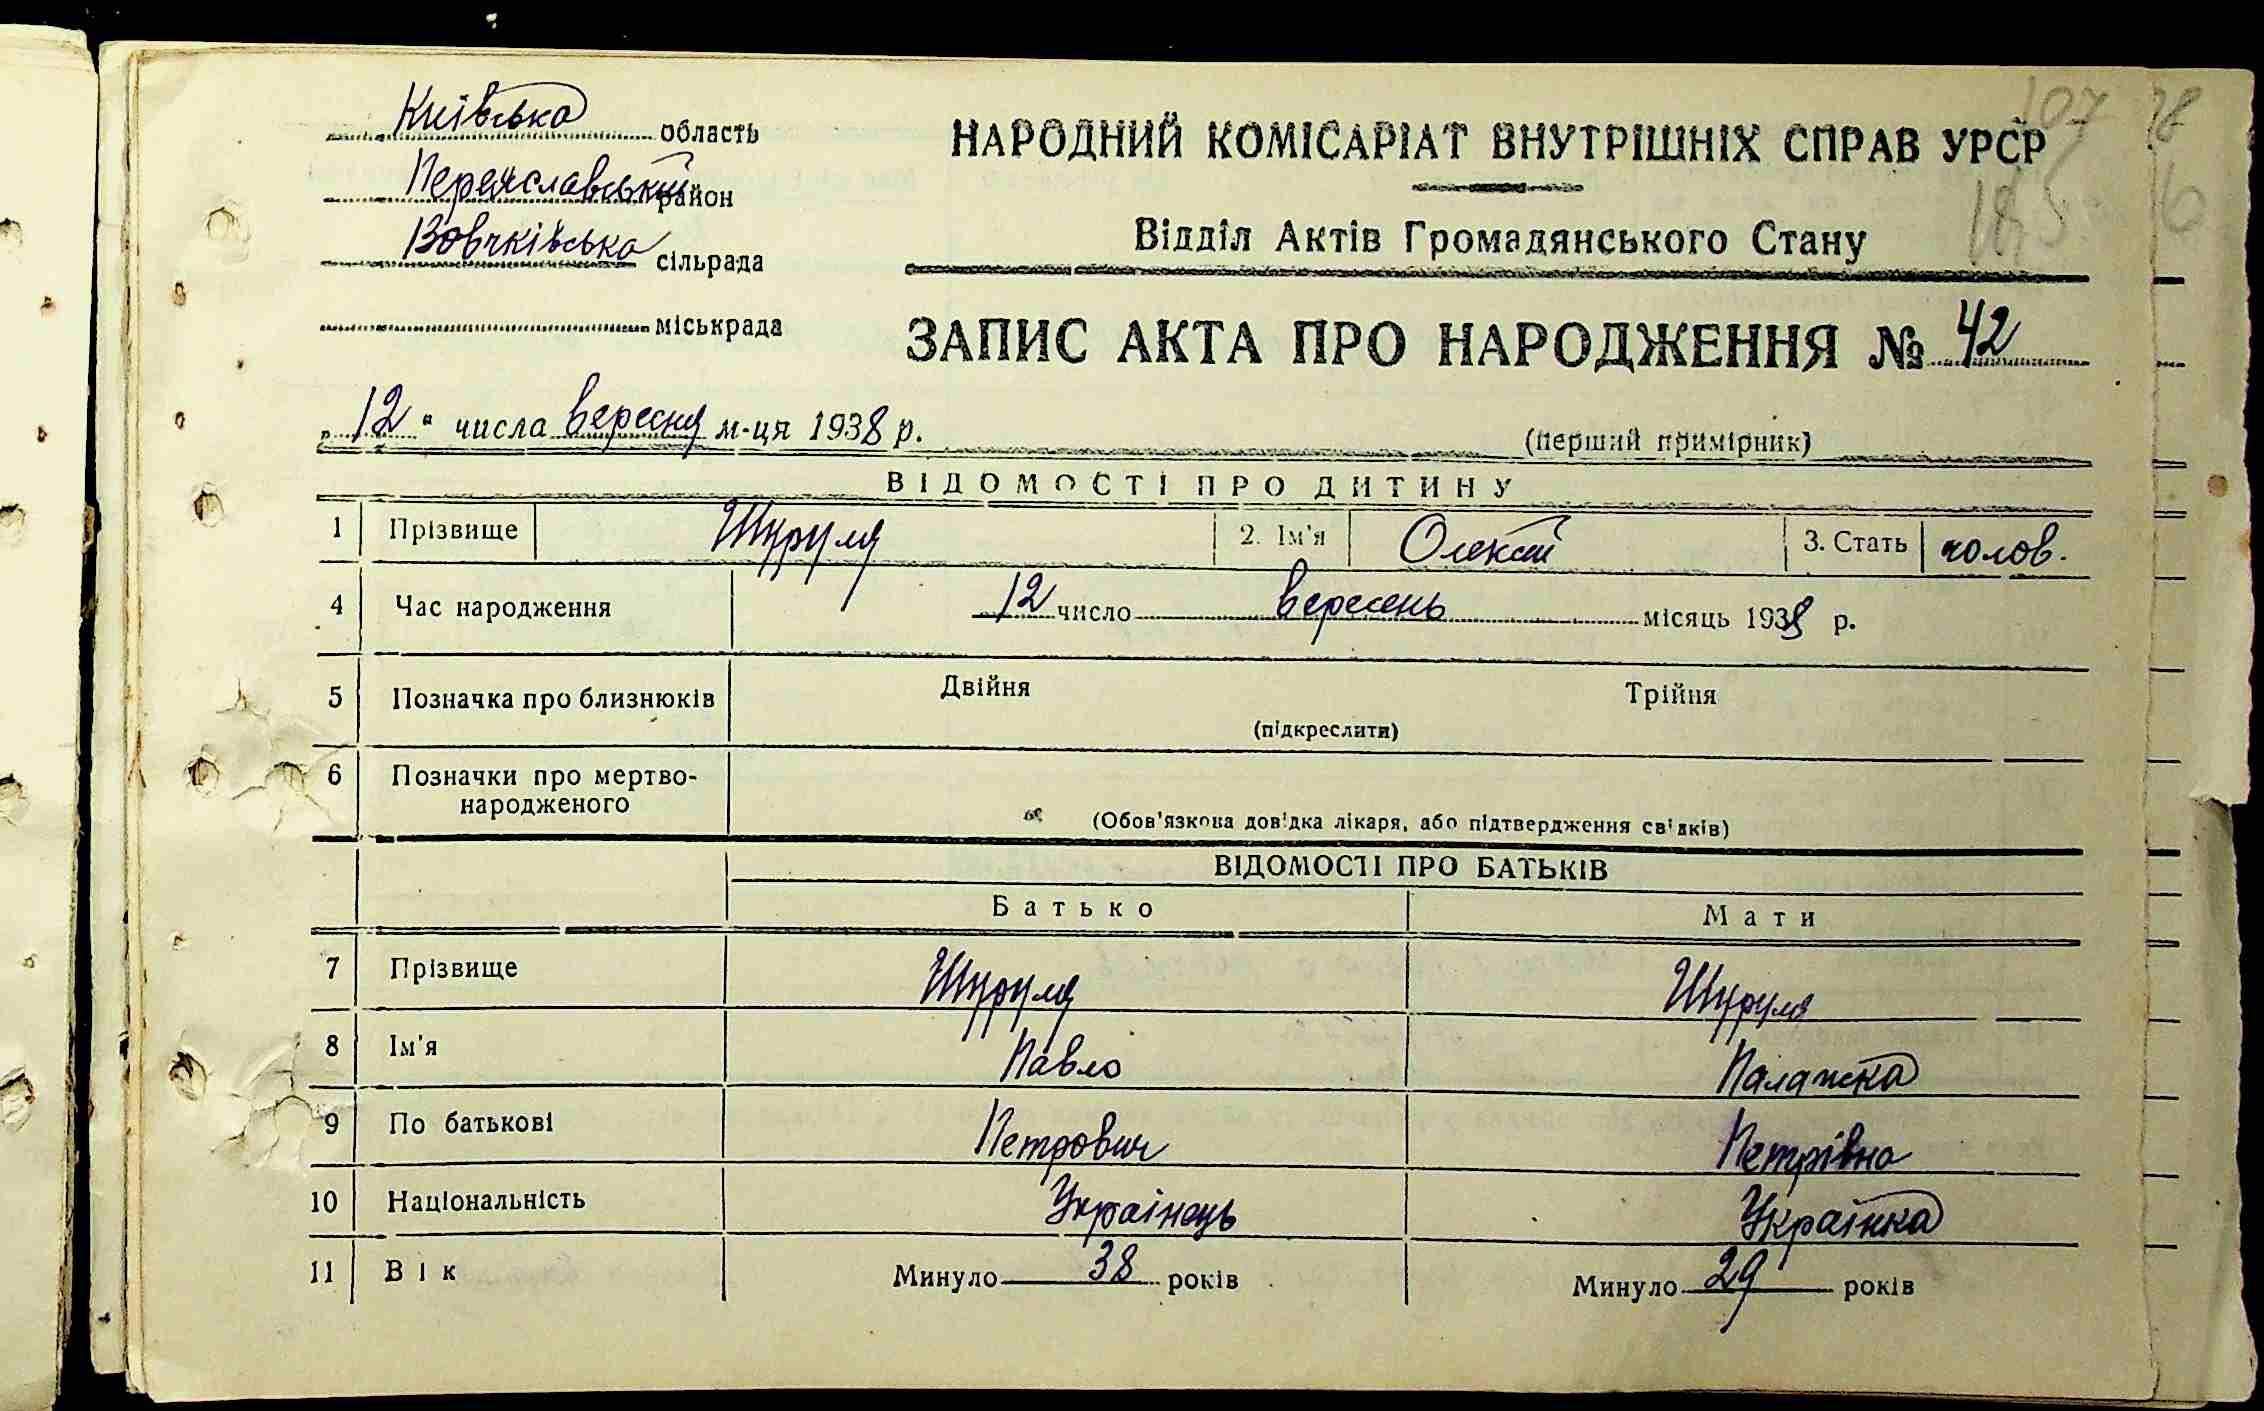 Київська область
Переяславський район
Вовчківська сільрада
міськрада
107
185
НАРОДНИЙ КОМІСАРІАТ ВНУТРІШНІХ СПРАВ УРСР
Відділ Актів Громадянського Стану
ЗАПИС АКТА ПРО НАРОДЖЕННЯ № 42
„12“ числа вересня м-ця 1938 р.
(перший примірник)
ВІДОМОСТІ ПРО ДИТИНУ
1 Прізвище Шуруля 2. Ім'я Олексій 3. Стать чолов.
4 Час народження 12 число вересень місяць 1938 р.
5 Позначка про близнюків Двійня Трійня
(підкреслити)
6 Позначки про мертво-
народженого
(Обов'язкова довідка лікаря, або підтвердження свідків)
ВІДОМОСТІ ПРО БАТЬКІВ
Батько Мати
7 Прізвище Шуруля Шуруля
8 Ім'я Павло Палажка
9 По батькові Петрович Петрівна
10 Національність Українець Українка
11 Вік Минуло 38 років Минуло 29 років